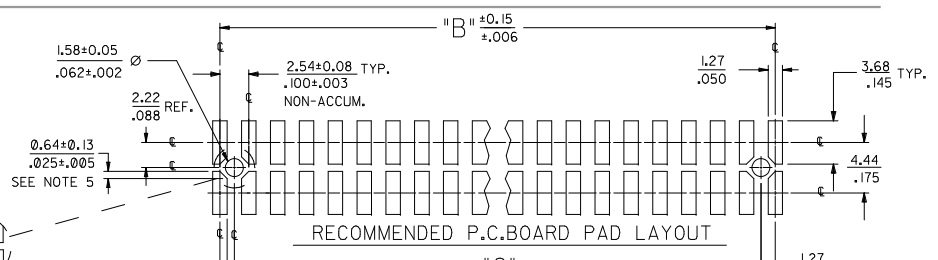 "B" ±0.15
±.006
℄
℄
1.58±0.05 Ø
.062±.002
2.54±0.08 TYP.
.100±.003
NON-ACCUM.
1.27
.050
3.68 TYP.
.145
℄
2.22 REF.
.088
0.64±0.13
.025±.005
SEE NOTE 5
℄
℄
℄
4.44
.175
℄
℄ ℄
RECOMMENDED P.C.BOARD PAD LAYOUT
1.27